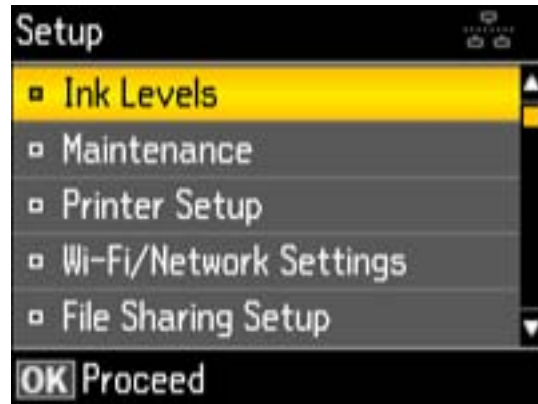 Setup
Ink Levels
Maintenance
Printer Setup
Wi-Fi/Network Settings
File Sharing Setup
OK Proceed